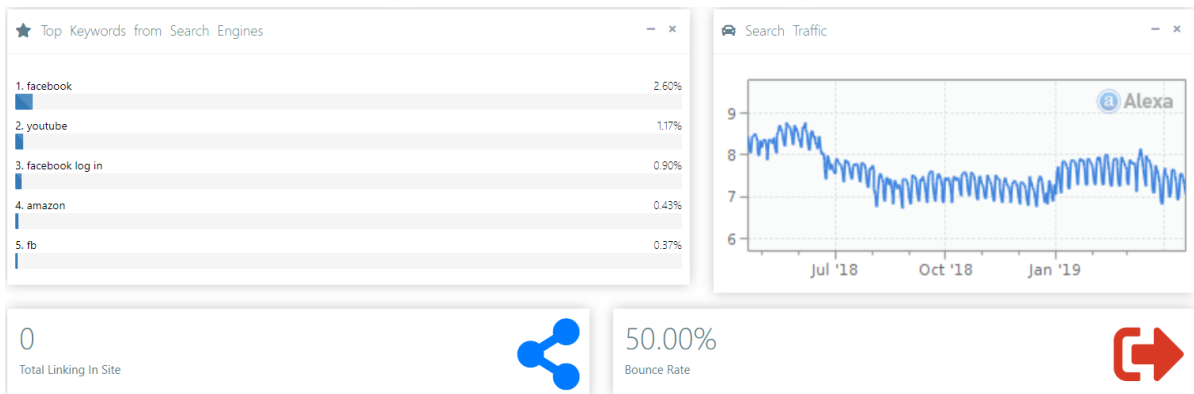 Top Keywords from Search Engines
1. facebook 2.60%
2. youtube 1.17%
3. facebook log in 0.90%
4. amazon 0.43%
5. fb 0.37%
Search Traffic
a Alexa
9
8
7
6
Jul '18 Oct '18 Jan '19
0
Total Linking In Site
50.00%
Bounce Rate